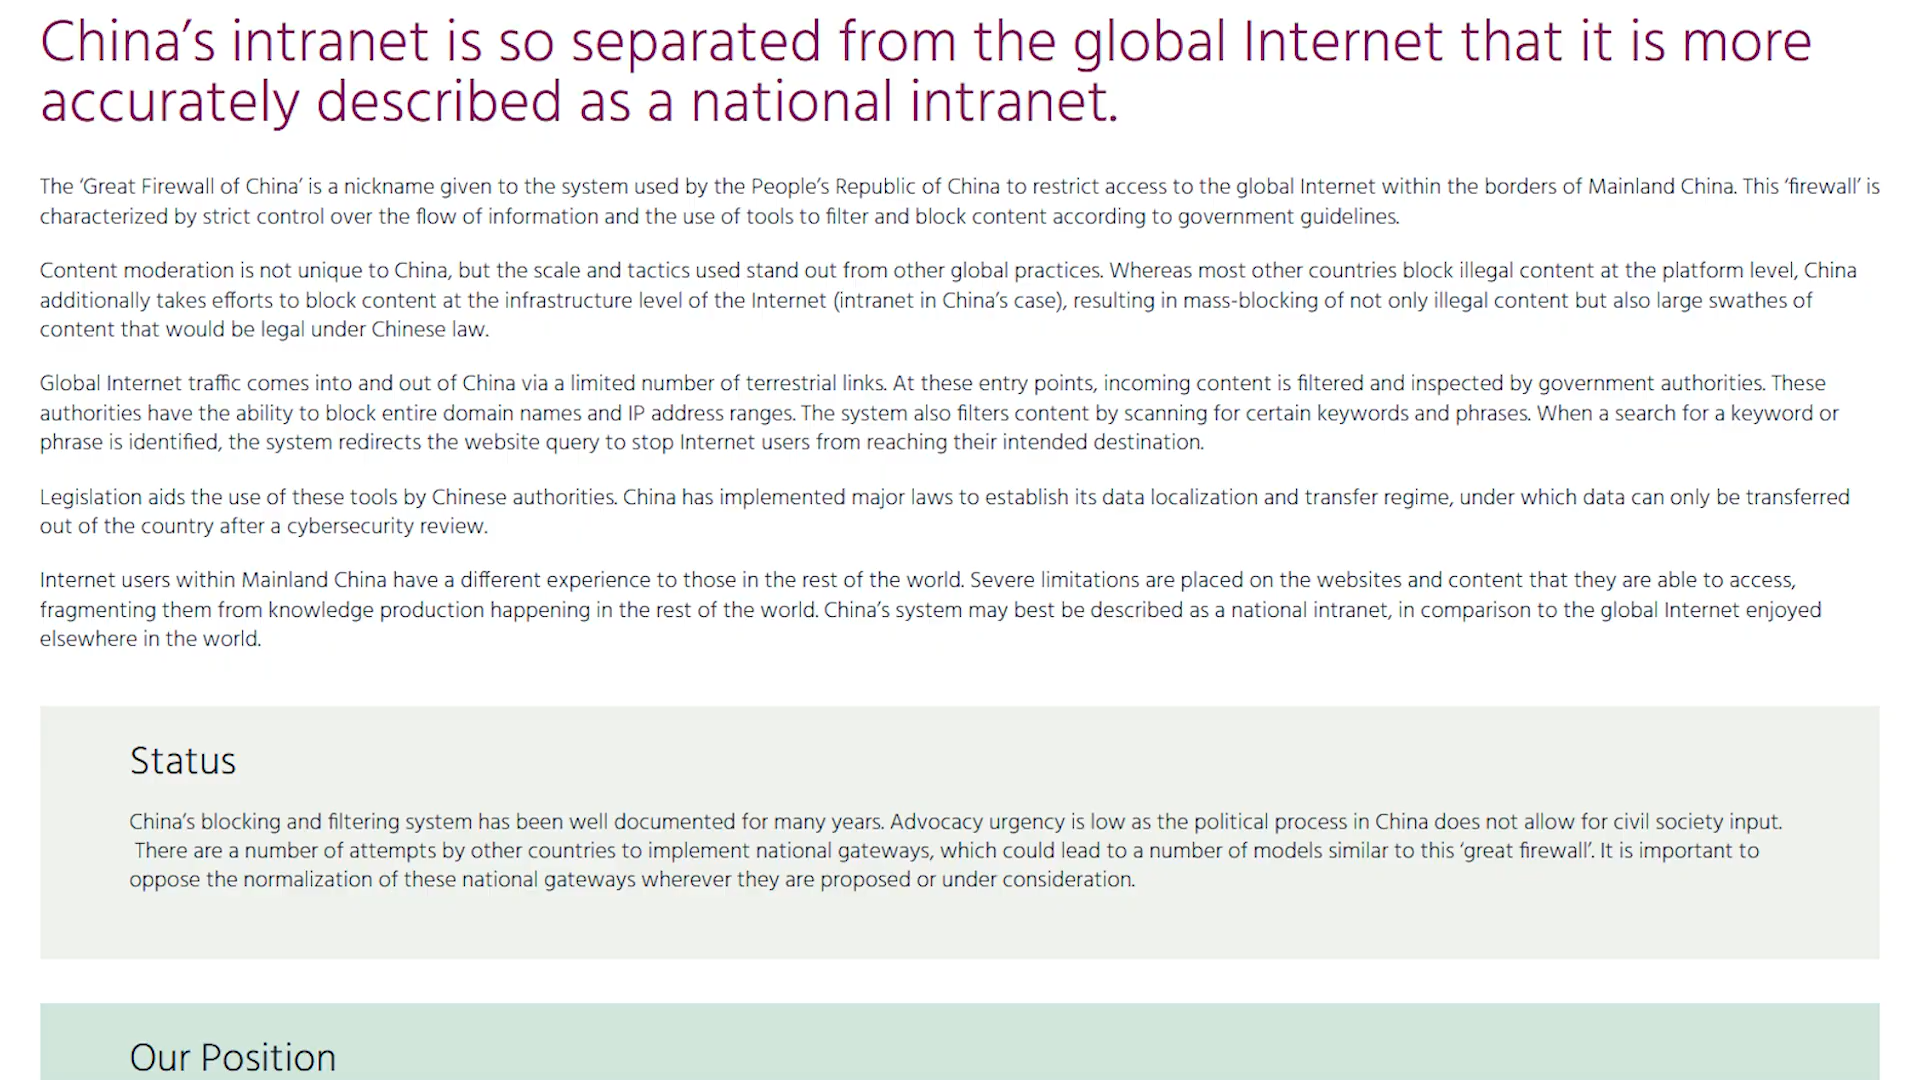 China’s intranet is so separated from the global Internet that it is more
accurately described as a national intranet.
The ‘Great Firewall of China’ is a nickname given to the system used by the People’s Republic of China to restrict access to the global Internet within the borders of Mainland China. This ‘firewall’ is
characterized by strict control over the flow of information and the use of tools to filter and block content according to government guidelines.
Content moderation is not unique to China, but the scale and tactics used stand out from other global practices. Whereas most other countries block illegal content at the platform level, China
additionally takes efforts to block content at the infrastructure level of the Internet (intranet in China’s case), resulting in mass-blocking of not only illegal content but also large swathes of
content that would be legal under Chinese law.
Global Internet traffic comes into and out of China via a limited number of terrestrial links. At these entry points, incoming content is filtered and inspected by government authorities. These
authorities have the ability to block entire domain names and IP address ranges. The system also filters content by scanning for certain keywords and phrases. When a search for a keyword or
phrase is identified, the system redirects the website query to stop Internet users from reaching their intended destination.
Legislation aids the use of these tools by Chinese authorities. China has implemented major laws to establish its data localization and transfer regime, under which data can only be transferred
out of the country after a cybersecurity review.
Internet users within Mainland China have a different experience to those in the rest of the world. Severe limitations are placed on the websites and content that they are able to access,
fragmenting them from knowledge production happening in the rest of the world. China’s system may best be described as a national intranet, in comparison to the global Internet enjoyed
elsewhere in the world.
Status
China’s blocking and filtering system has been well documented for many years. Advocacy urgency is low as the political process in China does not allow for civil society input.
There are a number of attempts by other countries to implement national gateways, which could lead to a number of models similar to this ‘great firewall’. It is important to
oppose the normalization of these national gateways wherever they are proposed or under consideration.
Our Position